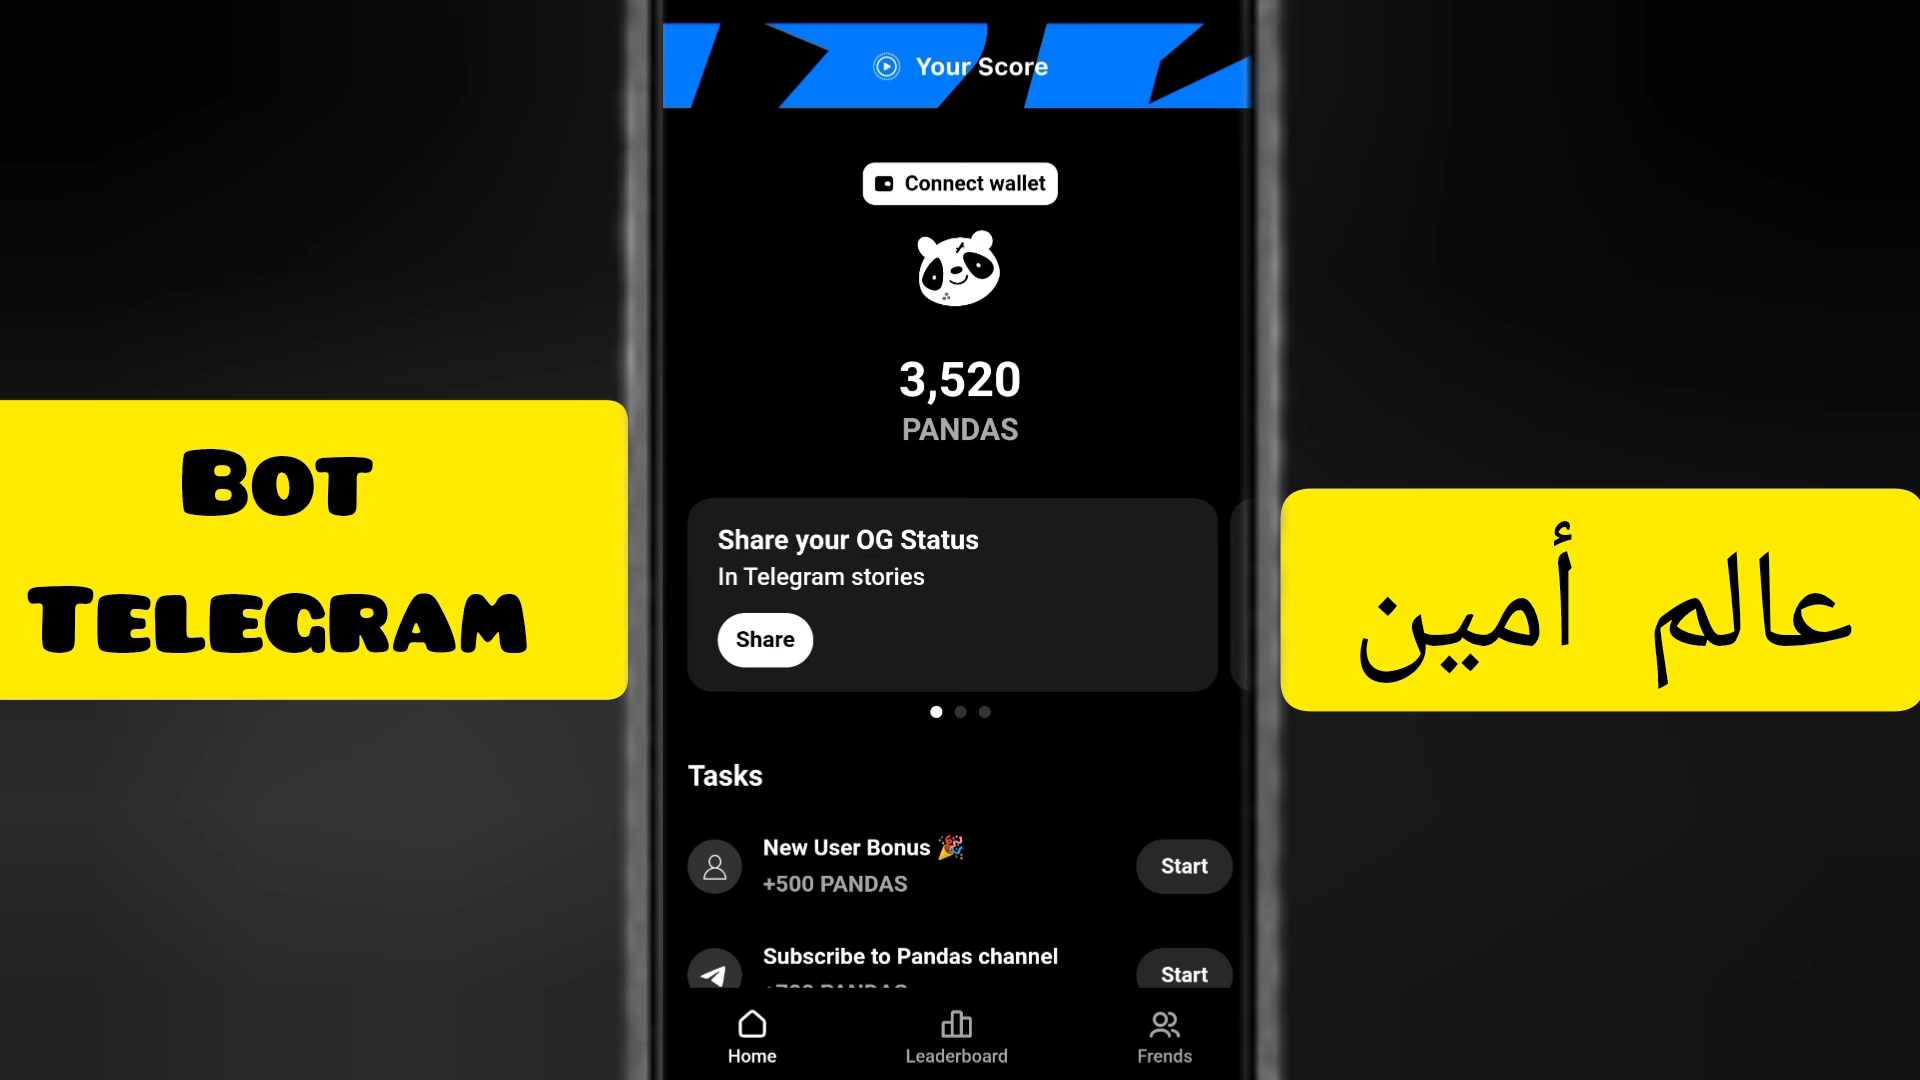 Your Score
Connect wallet
3,520
PANDAS
Share your OG Status
In Telegram stories
Share
Tasks
New User Bonus 🎉
+500 PANDAS
Start
Subscribe to Pandas channel
Start
Home
Leaderboard
Frends
BOT
TELEGRAM
عالم أمين